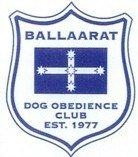 BALLAARAT
DOG OBEDIENCE
CLUB
EST. 1977